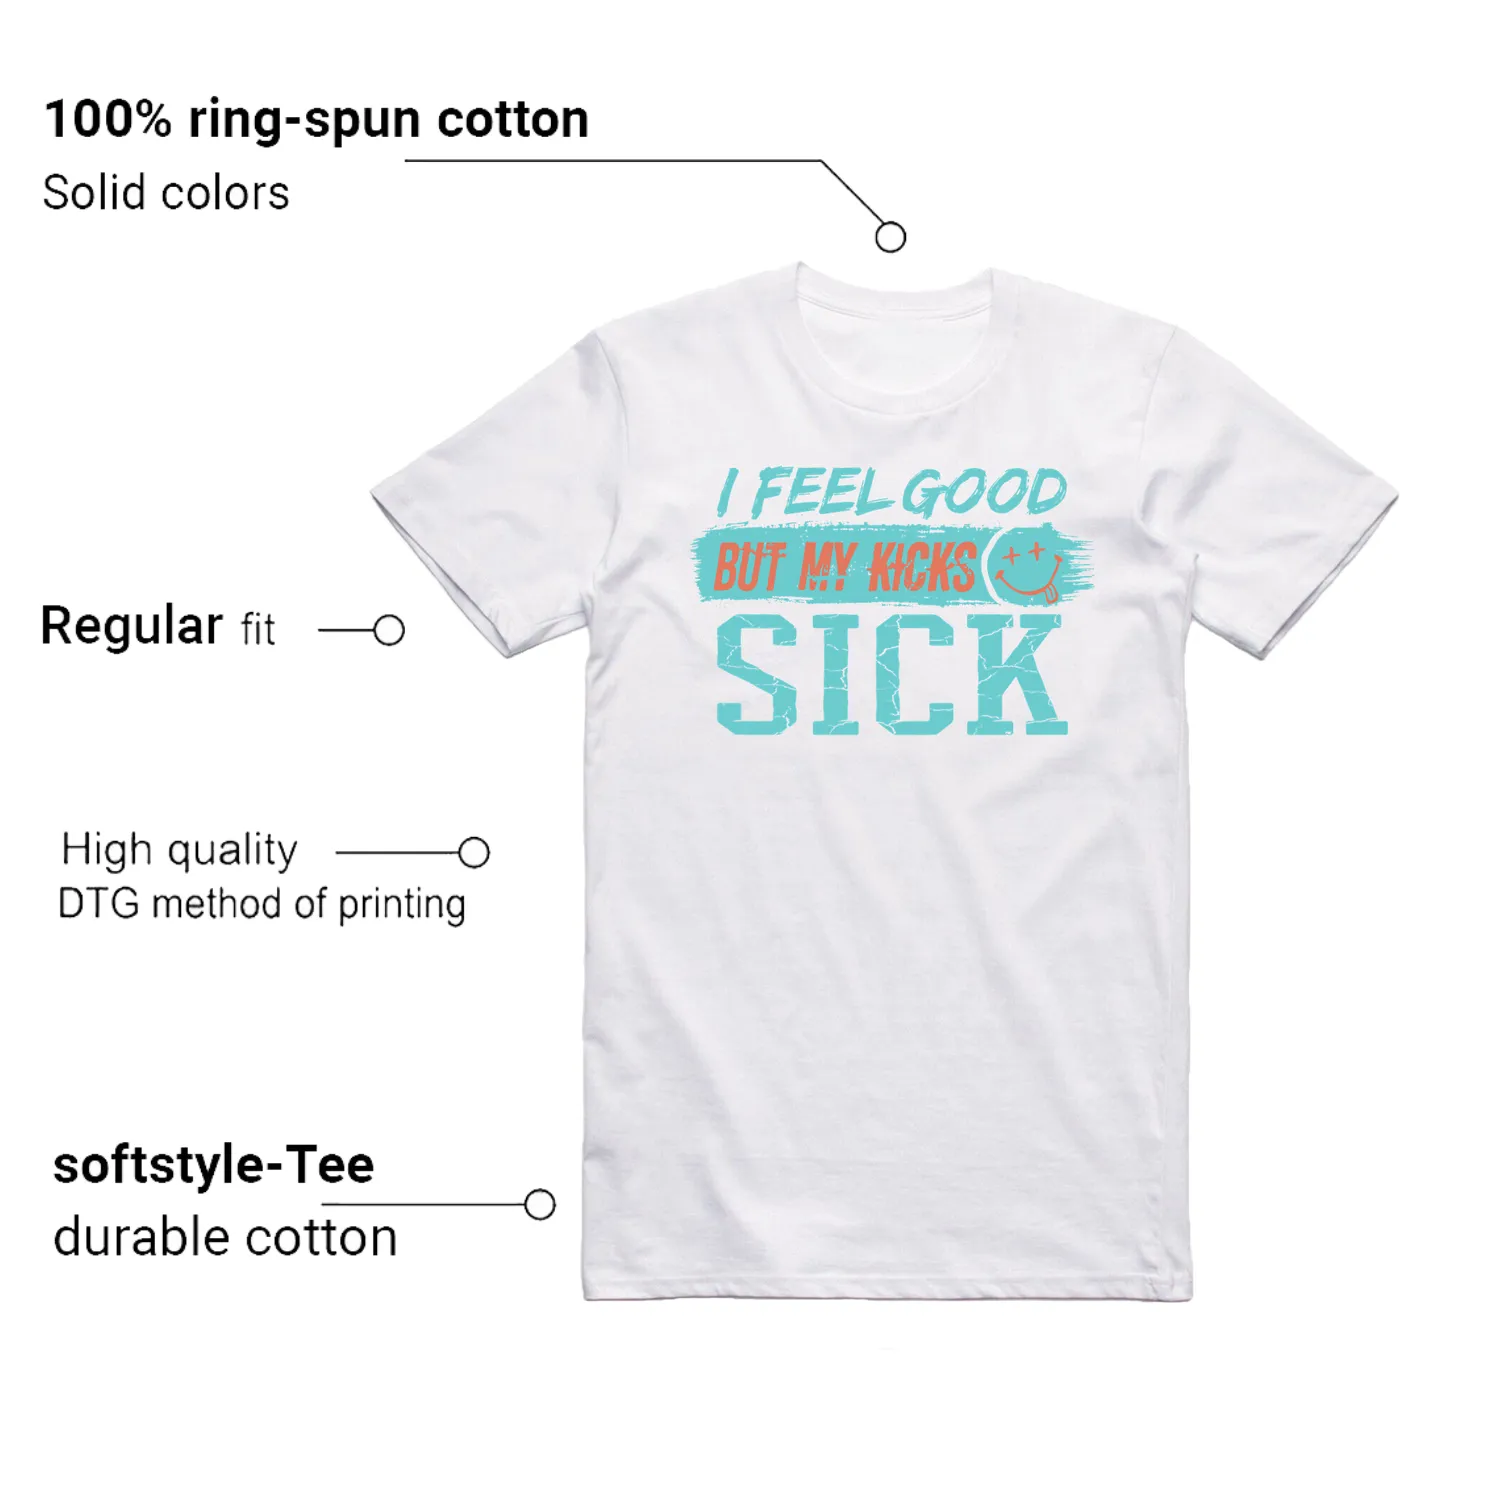 100% ring-spun cotton
Solid colors
I FEEL GOOD
BUT MY KICKS
SICK
Regular fit
High quality
DTG method of printing
softstyle-Tee
durable cotton